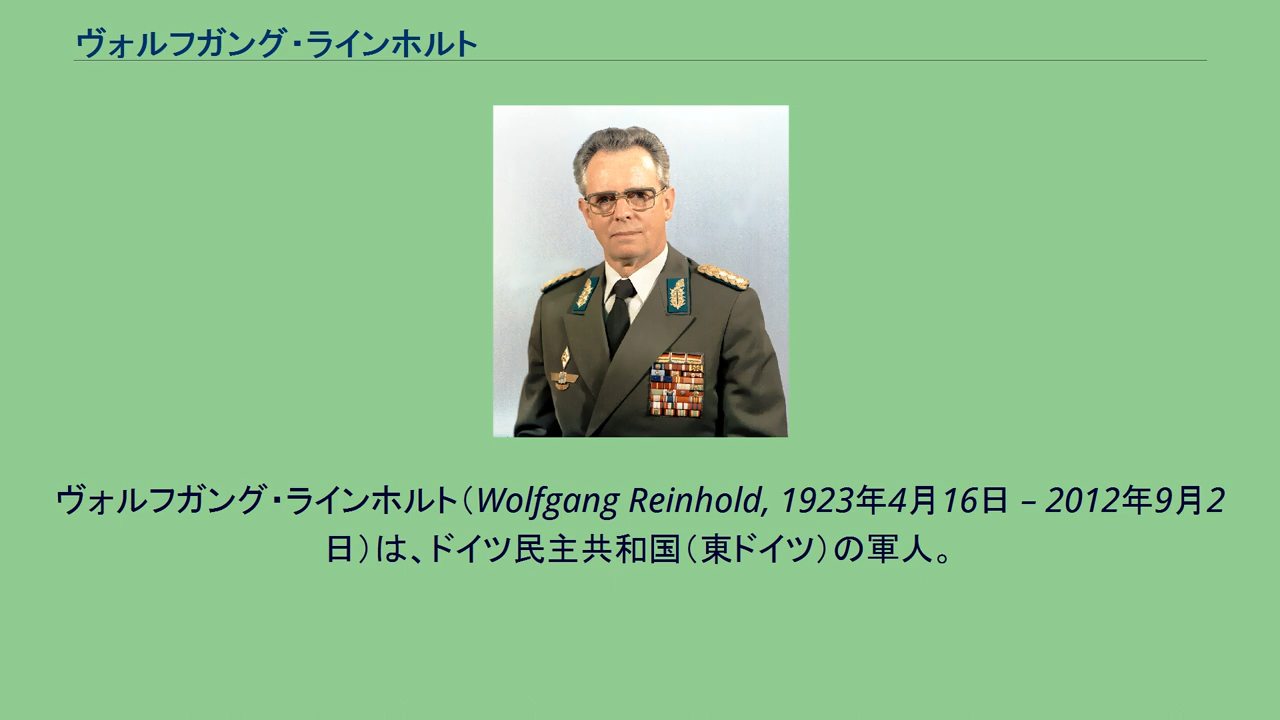 ヴォルフガング・ラインホルト
ヴォルフガング・ラインホルト(Wolfgang Reinhold, 1923年4月16日 – 2012年9月2
日)は、ドイツ民主共和国(東ドイツ)の軍人。